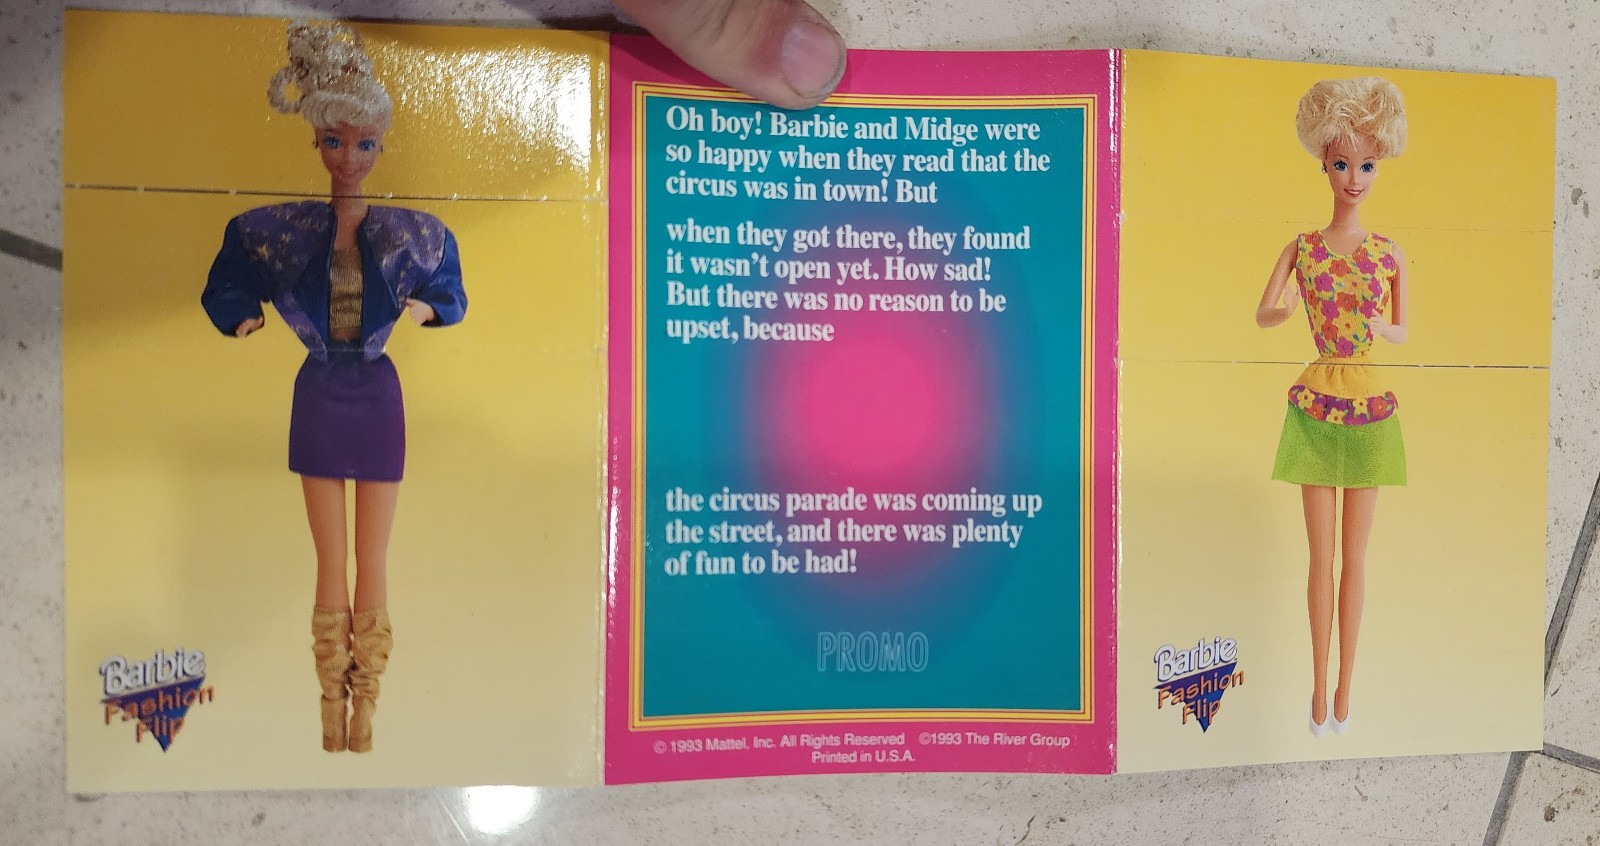 Barbie
Fashion
Flip
Oh boy! Barbie and Midge were
so happy when they read that the
circus was in town! But
when they got there, they found
it wasn't open yet. How sad!
But there was no reason to be
upset, because
the circus parade was coming up
the street, and there was plenty
of fun to be had!
PROMO
© 1993 Mattel, Inc. All Rights Reserved ©1993 The River Group
Printed in U.S.A.
Barbie
Fashion
Flip